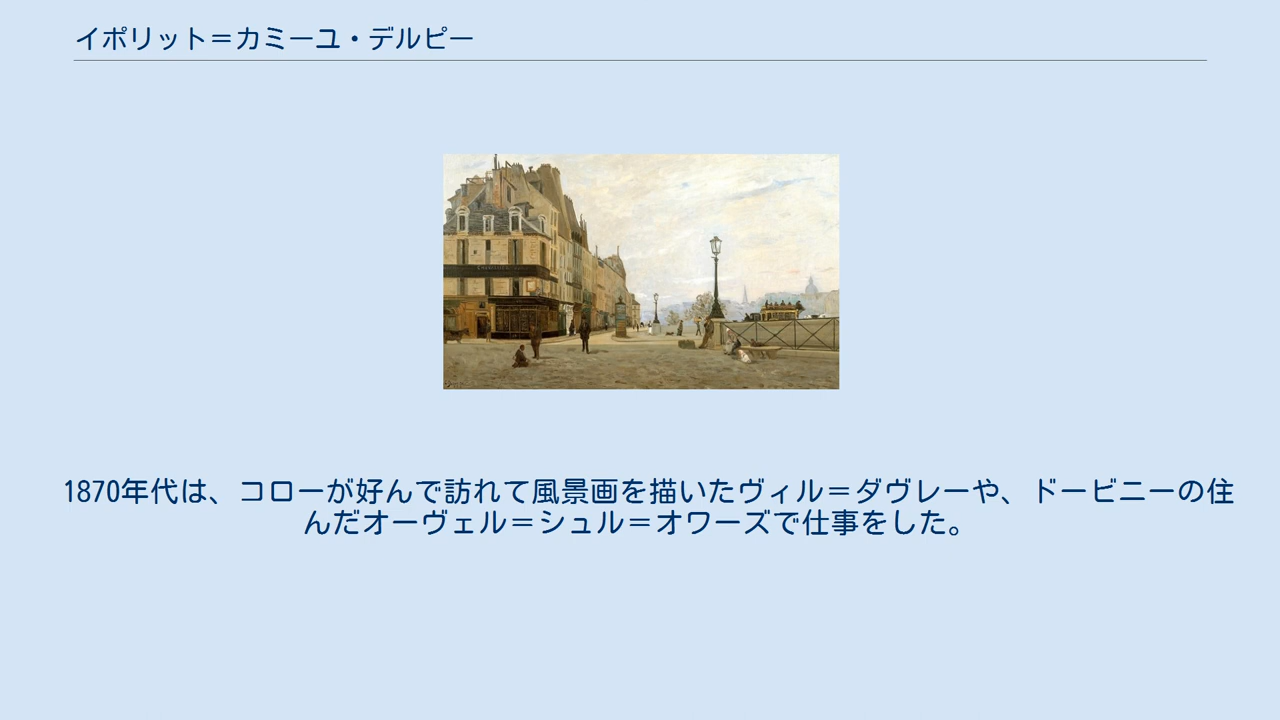 イポリット＝カミーユ・デルピー
1870年代は、コローが好んで訪れて風景画を描いたヴィル＝ダヴレーや、ドービニーの住
んだオーヴェル＝シュル＝オワーズで仕事をした。